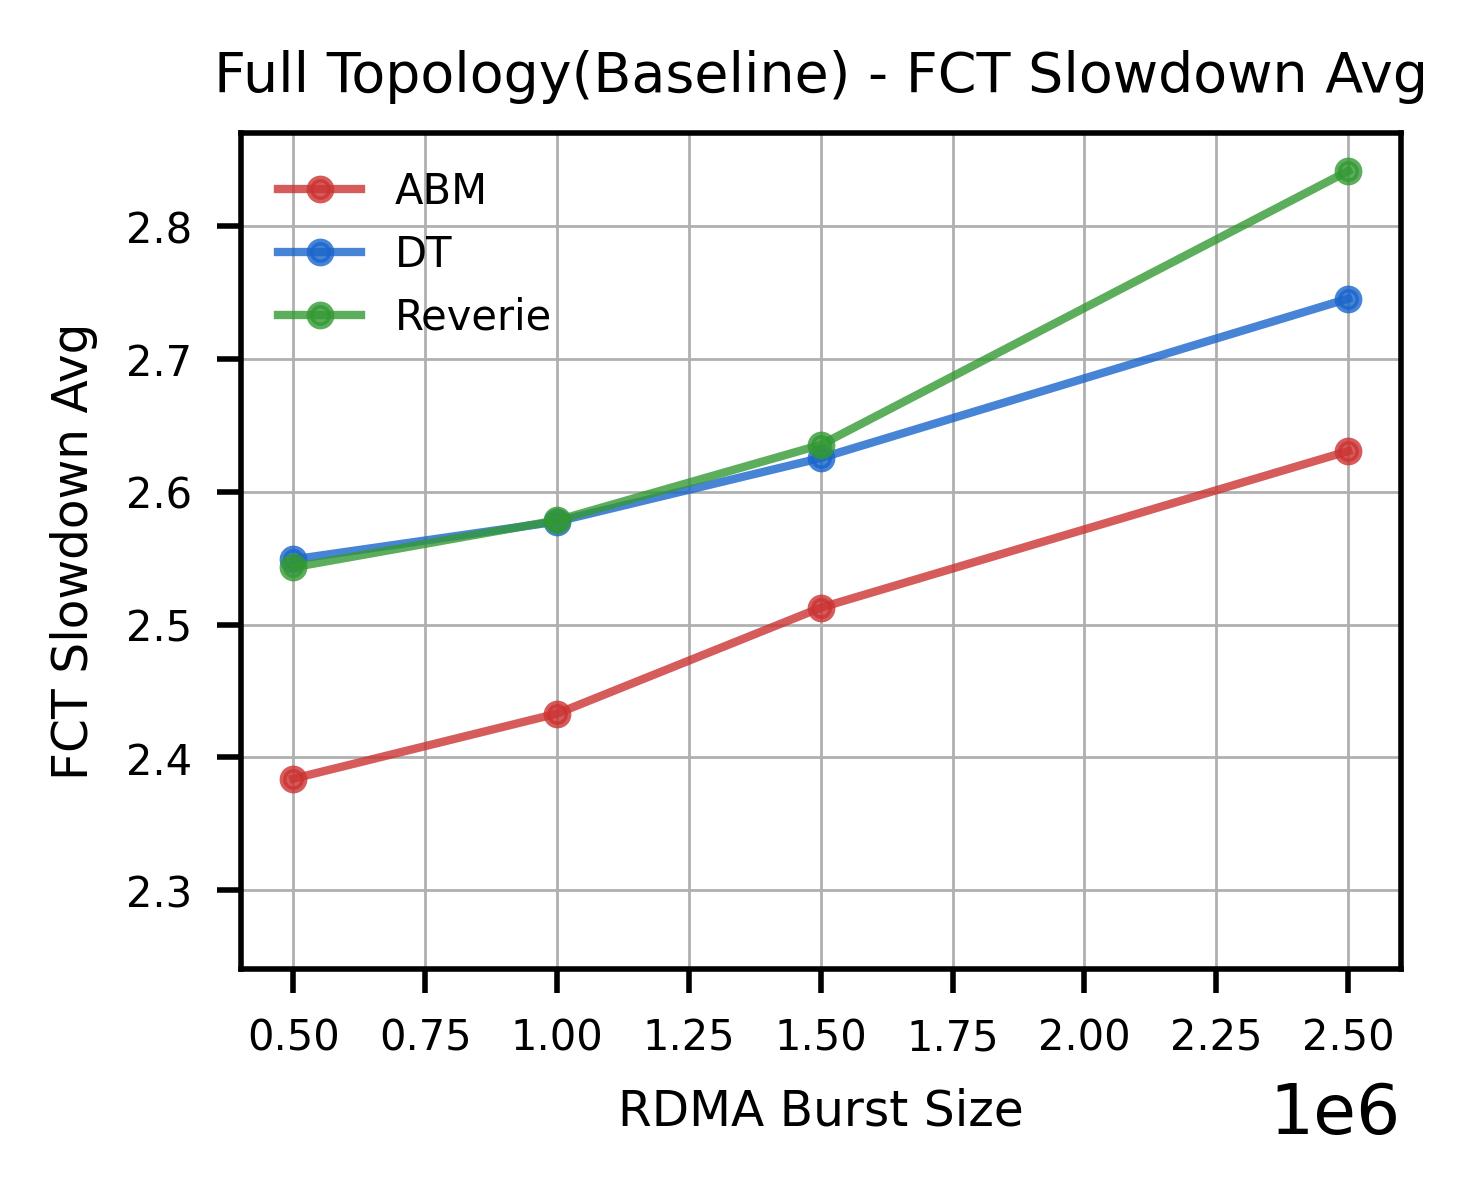 Full Topology(Baseline) - FCT Slowdown Avg
ABM
DT
Reverie
FCT Slowdown Avg
2.8
2.7
2.6
2.5
2.4
2.3
0.50 0.75 1.00 1.25 1.50 1.75 2.00 2.25 2.50
RDMA Burst Size
1e6